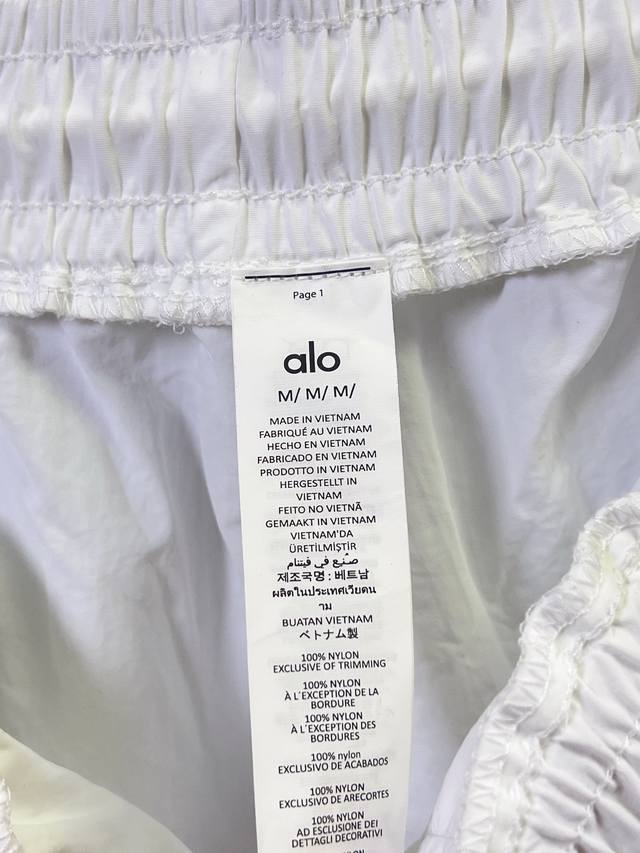 Page 1
alo
M/ M/ M/
MADE IN VIETNAM
FABRIQUÉ AU VIETNAM
HECHO EN VIETNAM
FABRICADO EN VIETNAM
PRODOTTO IN VIETNAM
HERGESTELLT IN
VIETNAM
FEITO NO VIETNÃ
GEMAAKT IN VIETNAM
VIETNAM'DA
ÜRETİLMİŞTİR
صُنِع في فيتنام
제조국명 : 베트남
ผลิตในประเทศเวียดน
าม
BUATAN VIETNAM
ベトナム製
100% NYLON
EXCLUSIVE OF TRIMMING
100% NYLON
À L'EXCEPTION DE LA
BORDURE
100% NYLON
À L'EXCEPTION DES
BORDURES
100% nylon
EXCLUSIVO DE ACABADOS
100% NYLON
EXCLUSIVO DE ARECORTES
100% NYLON
AD ESCLUSIONE DEI
DETTAGLI DECORATIVI